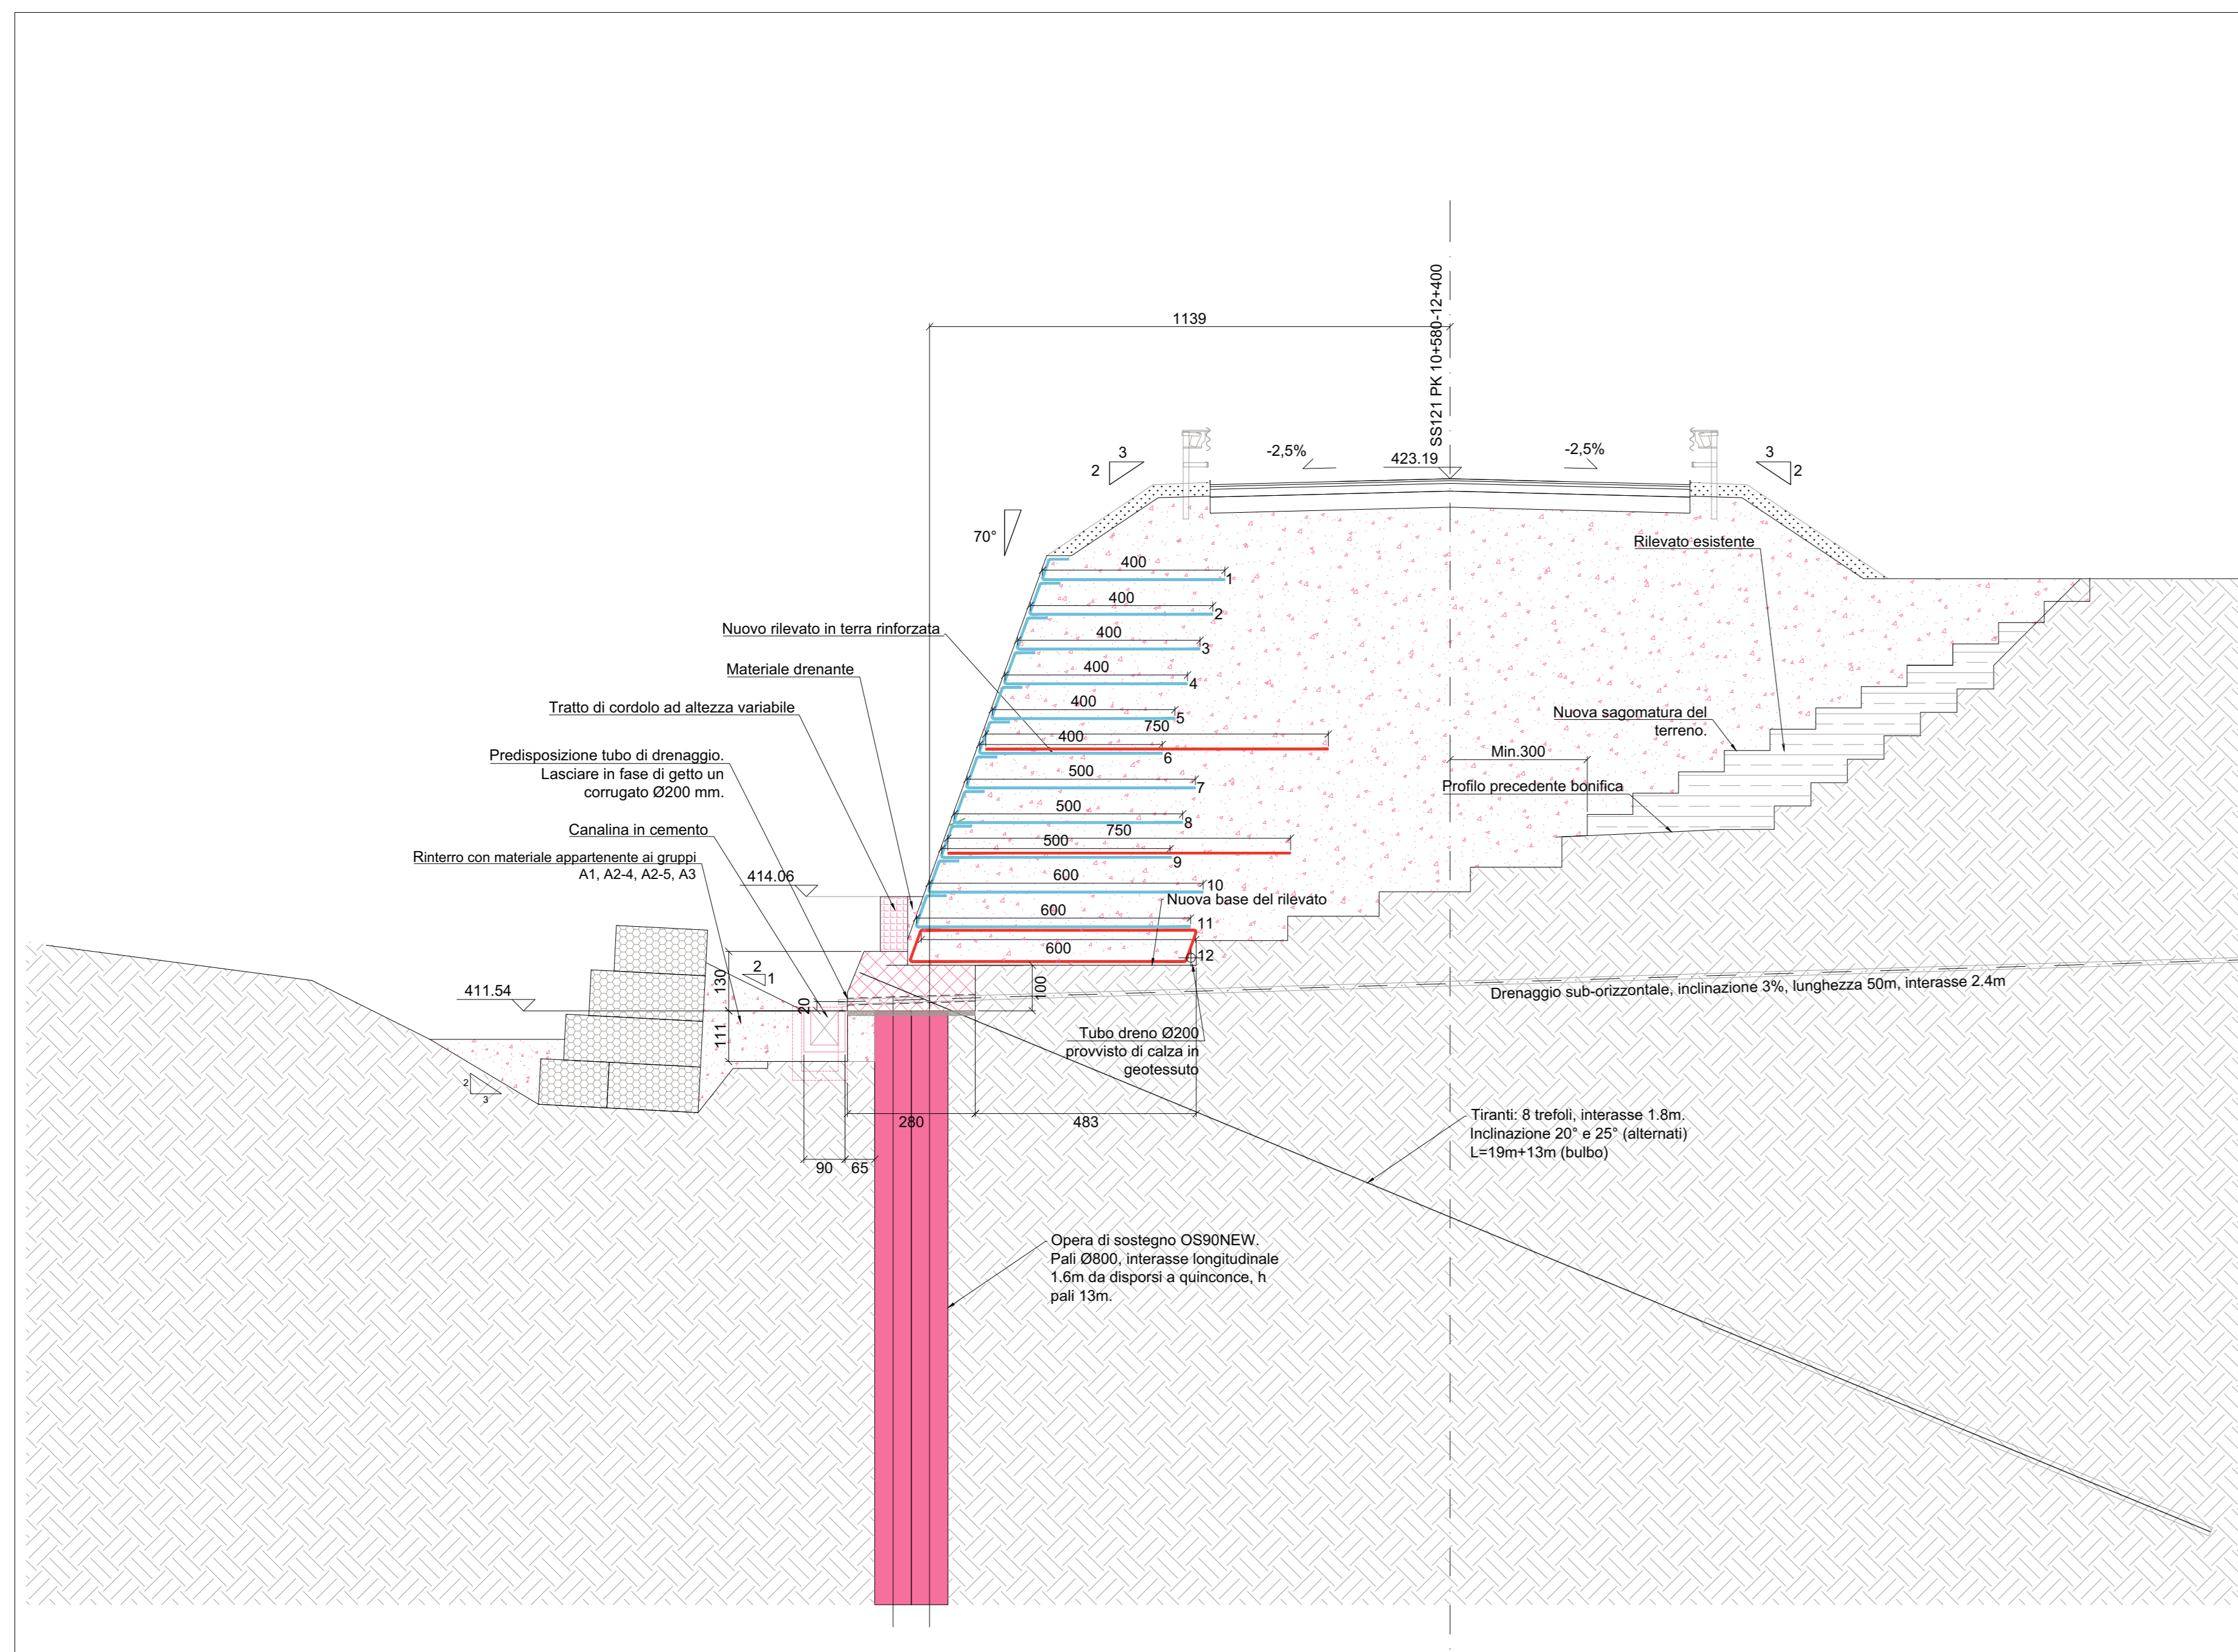 1139
SS121 PK 10+580-12+400
3
2
-2,5%
423.19
-2,5%
3
2
70°
Rilevato esistente
400
1
400
2
Nuovo rilevato in terra rinforzata
400
3
Materiale drenante
400
4
Tratto di cordolo ad altezza variabile
400
5
Nuova sagomatura del
terreno.
750
400
6
Min.300
Predisposizione tubo di drenaggio.
Lasciare in fase di getto un
corrugato Ø200 mm.
500
7
Profilo precedente bonifica
500
8
Canalina in cemento
750
500
9
Rinterro con materiale appartenente ai gruppi
A1, A2-4, A2-5, A3
414.06
600
10
Nuova base del rilevato
600
11
600
12
2
1
130
20
100
411.54
111
Drenaggio sub-orizzontale, inclinazione 3%, lunghezza 50m, interasse 2.4m
Tubo dreno Ø200
provvisto di calza in
geotessuto
2
3
280
483
90
65
Tiranti: 8 trefoli, interasse 1.8m.
Inclinazione 20° e 25° (alternati)
L=19m+13m (bulbo)
Opera di sostegno OS90NEW.
Pali Ø800, interasse longitudinale
1.6m da disporsi a quinconce, h
pali 13m.